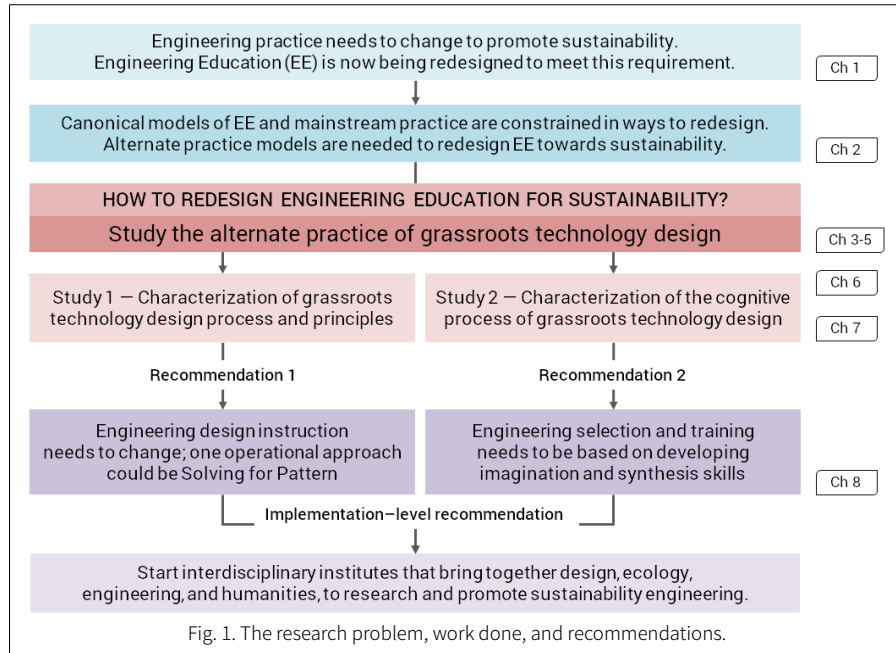 Engineering practice needs to change to promote sustainability.
Engineering Education (EE) is now being redesigned to meet this requirement.
Ch 1
Canonical models of EE and mainstream practice are constrained in ways to redesign.
Alternate practice models are needed to redesign EE towards sustainability.
Ch 2
HOW TO REDESIGN ENGINEERING EDUCATION FOR SUSTAINABILITY?
Study the alternate practice of grassroots technology design
Ch 3-5
Study 1 — Characterization of grassroots
technology design process and principles
Study 2 — Characterization of the cognitive
process of grassroots technology design
Ch 6
Ch 7
Recommendation 1
Recommendation 2
Engineering design instruction
needs to change; one operational approach
could be Solving for Pattern
Engineering selection and training
needs to be based on developing
imagination and synthesis skills
Ch 8
Implementation–level recommendation
Start interdisciplinary institutes that bring together design, ecology,
engineering, and humanities, to research and promote sustainability engineering.
Fig. 1. The research problem, work done, and recommendations.